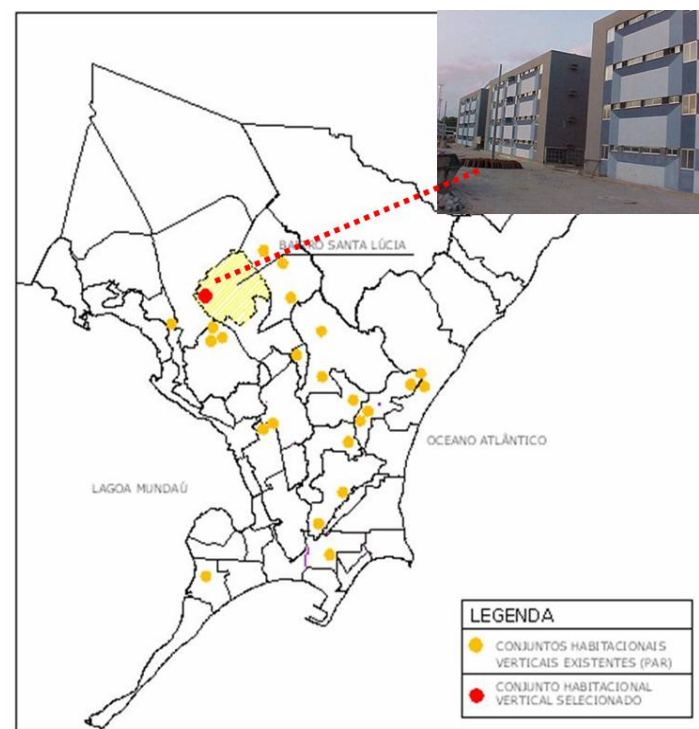 BAIRRO SANTA LÚCIA
OCEANO ATLÂNTICO
LAGOA MUNDAÚ
LEGENDA
CONJUNTOS HABITACIONAIS
VERTICAIS EXISTENTES (PAR)
CONJUNTO HABITACIONAL
VERTICAL SELECIONADO